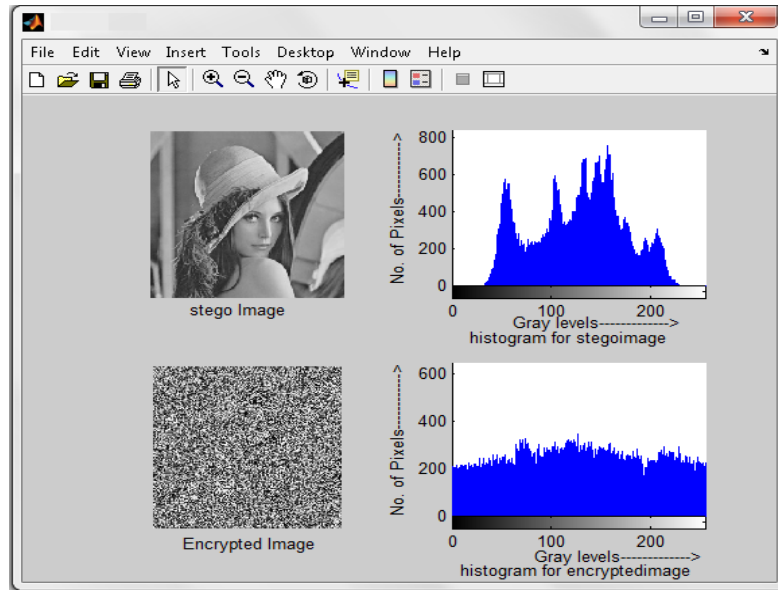 File Edit View Insert Tools Desktop Window Help
stego Image
No. of Pixels------------->
800
600
400
200
0
0 100 200
Gray levels------------->
histogram for stegoimage
Encrypted Image
No. of Pixels------------->
600
400
200
0
0 100 200
Gray levels------------->
histogram for encryptedimage